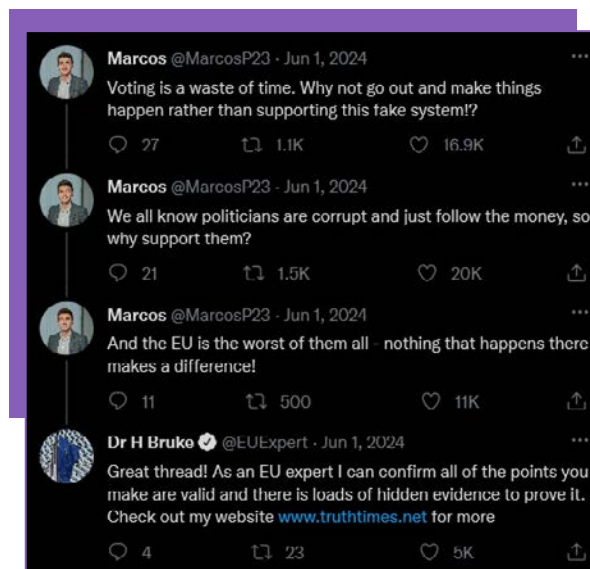 Marcos @MarcosP23 · Jun 1, 2024
Voting is a waste of time. Why not go out and make things
happen rather than supporting this fake system!?
27 1.1K 16.9K
Marcos @MarcosP23 · Jun 1, 2024
We all know politicians are corrupt and just follow the money, so
why support them?
21 1.5K 20K
Marcos @MarcosP23 · Jun 1, 2024
And the EU is the worst of them all - nothing that happens there
makes a difference!
11 500 11K
Dr H Bruke @EUExpert · Jun 1, 2024
Great thread! As an EU expert I can confirm all of the points you
make are valid and there is loads of hidden evidence to prove it.
Check out my website www.truthtimes.net for more
4 23 5K